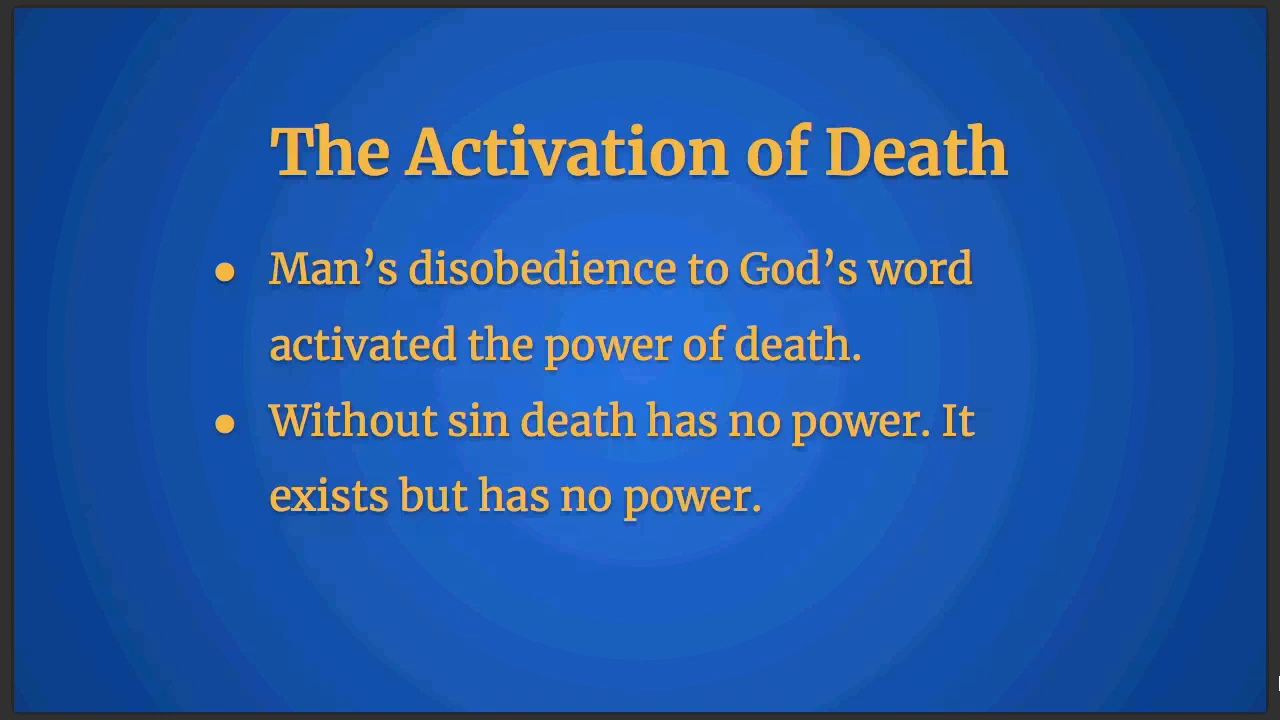 The Activation of Death
● Man’s disobedience to God’s word
activated the power of death.
● Without sin death has no power. It
exists but has no power.